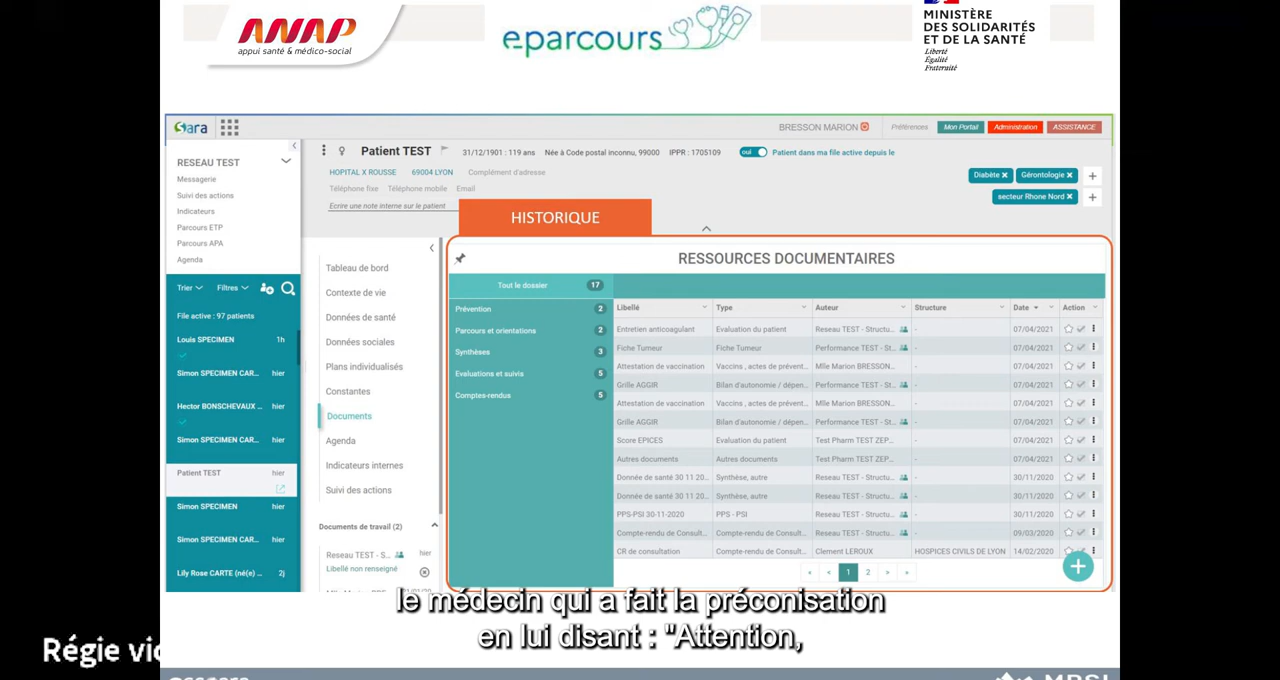 ANAP
appui santé & médico-social
eparcours
MINISTÈRE
DES SOLIDARITÉS
ET DE LA SANTÉ
Liberté
Égalité
Fraternité
Sara
BRESSON MARION
Préférences
Mon Portail
Administration
ASSISTANCE
RESEAU TEST
Messagerie
Suivi des actions
Indicateurs
Parcours ETP
Parcours APA
Agenda
Trier
Filtres
File active : 97 patients
Louis SPECIMEN 1h
Simon SPECIMEN CAR... hier
Hector BONSCHEVAUX ... hier
Simon SPECIMEN CAR... hier
Patient TEST hier
Simon SPECIMEN hier
Simon SPECIMEN CAR... hier
Lily Rose CARTE (né(e) ... 2j
Patient TEST
31/12/1901 : 119 ans Née à Code postal inconnu, 99000 IPPR : 1705109
oui Patient dans ma file active depuis le
HOPITAL X ROUSSE 69004 LYON Complément d'adresse
Téléphone fixe Téléphone mobile Email
Ecrire une note interne sur le patient
Diabète ✖ Gérontologie ✖ +
secteur Rhone Nord ✖ +
HISTORIQUE
Tableau de bord
Contexte de vie
Données de santé
Données sociales
Plans individualisés
Constantes
Documents
Agenda
Indicateurs internes
Suivi des actions
Documents de travail (2)
Reseau TEST - S... hier
Libellé non renseigné
RESSOURCES DOCUMENTAIRES
Tout le dossier 17
Prévention 2
Parcours et orientations 2
Synthèses 3
Evaluations et suivis 5
Comptes-rendus 5
Libellé Type Auteur Structure Date Action
Entretien anticoagulant Evaluation du patient Reseau TEST - Structu... - 07/04/2021
Fiche Tumeur Fiche Tumeur Performance TEST - St... - 07/04/2021
Attestation de vaccination Vaccins , actes de prévent... Mlle Marion BRESSON... - 07/04/2021
Grille AGGIR Bilan d'autonomie / dépen... Performance TEST - St... - 07/04/2021
Attestation de vaccination Vaccins , actes de prévent... Mlle Marion BRESSON... - 07/04/2021
Grille AGGIR Bilan d'autonomie / dépen... Performance TEST - St... - 07/04/2021
Score EPICES Evaluation du patient Test Pharm TEST ZEP... - 07/04/2021
Autres documents Autres documents Test Pharm TEST ZEP... - 07/04/2021
Donnée de santé 30 11 20... Synthèse, autre Reseau TEST - Structu... - 30/11/2020
Donnée de santé 30 11 20... Synthèse, autre Reseau TEST - Structu... - 30/11/2020
PPS-PSI 30-11-2020 PPS - PSI Reseau TEST - Structu... - 30/11/2020
Compte-rendu de Consult... Compte-rendu de Consult... Reseau TEST - Structu... - 09/03/2020
CR de consultation Compte-rendu de Consult... Clement LEROUX HOSPICES CIVILS DE LYON 14/02/2020
« < 1 2 > »
le médecin qui a fait la préconisation
en lui disant : "Attention,
Régie